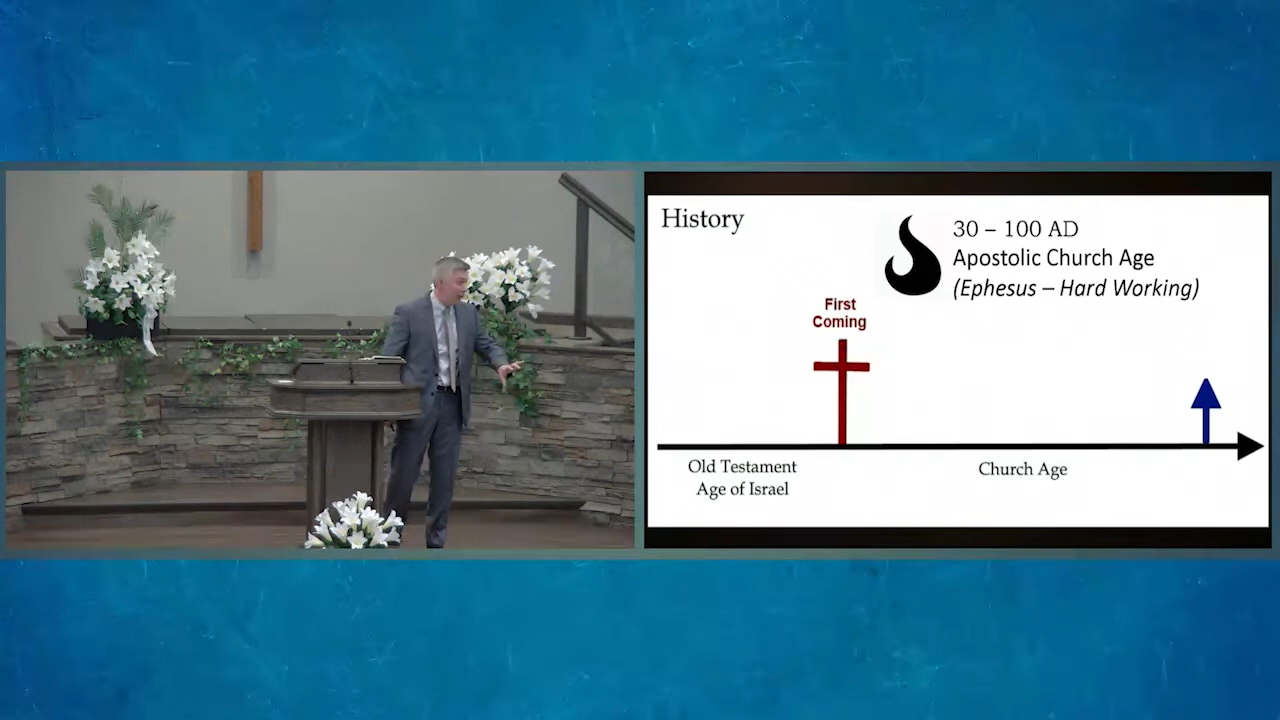 History
30 – 100 AD
Apostolic Church Age
(Ephesus – Hard Working)
First
Coming
Old Testament
Age of Israel
Church Age